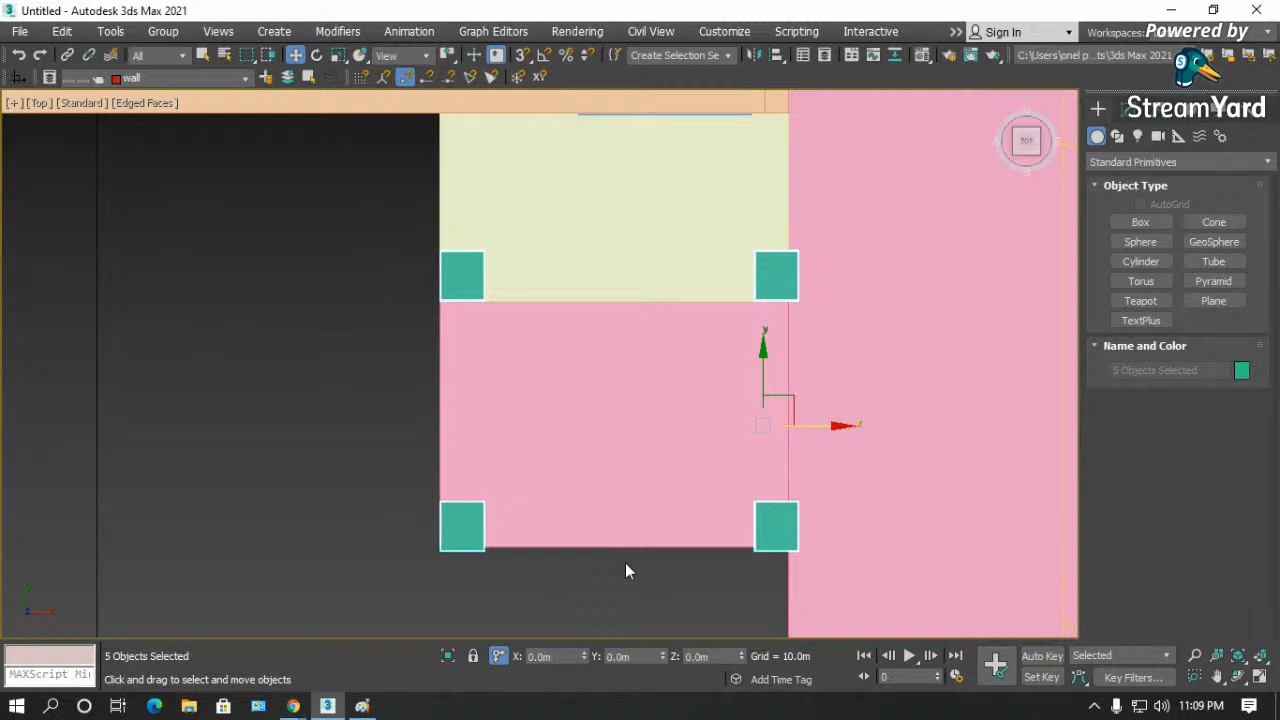 Untitled - Autodesk 3ds Max 2021
File Edit Tools Group Views Create Modifiers Animation Graph Editors Rendering Civil View Customize Scripting Interactive Sign In Workspaces:
Powered by
StreamYard
All View Create Selection Se C:\onel p...ts\3ds Max 2021
wall
[+] [Top] [Standard] [Edged Faces]
TOP
Standard Primitives
Object Type
AutoGrid
Box Cone
Sphere GeoSphere
Cylinder Tube
Torus Pyramid
Teapot Plane
TextPlus
Name and Color
5 Objects Selected
y
x
5 Objects Selected X: 0.0m Y: 0.0m Z: 0.0m Grid = 10.0m Auto Key Selected
MAXScript Mi Click and drag to select and move objects Add Time Tag 0 Set Key Key Filters...
11:09 PM